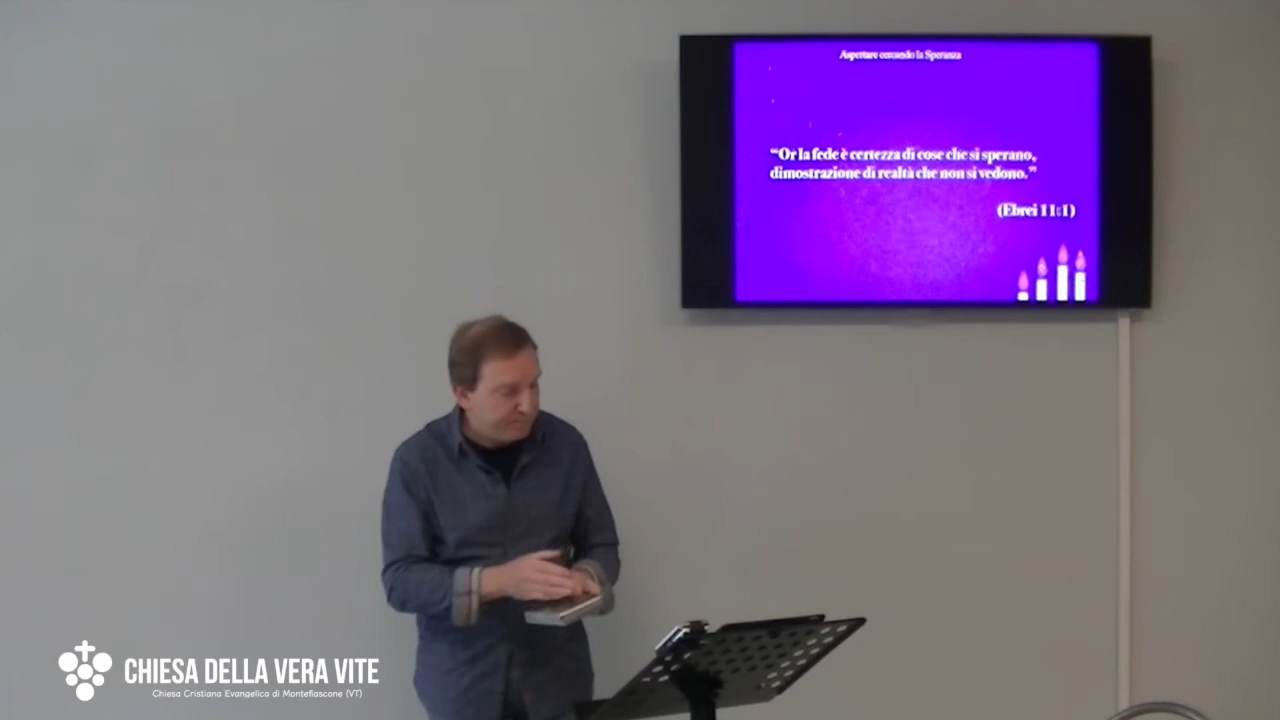 Aspettare cercando la Speranza
“Or la fede è certezza di cose che si sperano,
dimostrazione di realtà che non si vedono.”
(Ebrei 11:1)
CHIESA DELLA VERA VITE
Chiesa Cristiana Evangelica di Montefiascone (VT)